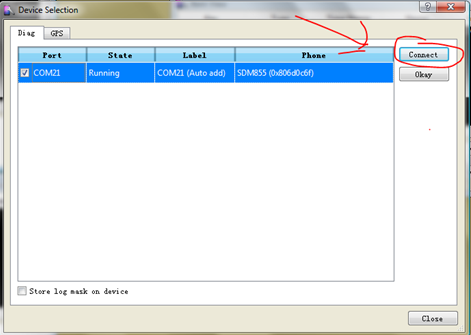 Device Selection
Diag GPS
Port State Label Phone Connect
COM21 Running COM21 (Auto add) SDM855 (0x806d0c6f) Okay
Store log mask on device
Close